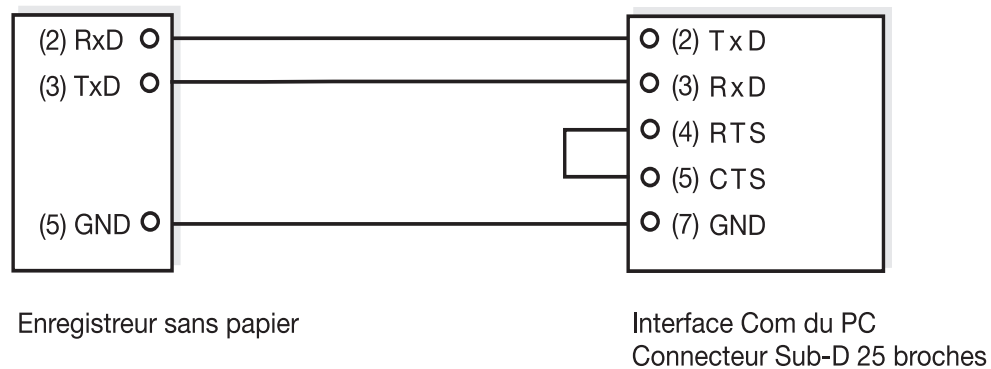 (2) RxD
(3) TxD
(5) GND
(2) TxD
(3) RxD
(4) RTS
(5) CTS
(7) GND
Enregistreur sans papier
Interface Com du PC
Connecteur Sub-D 25 broches